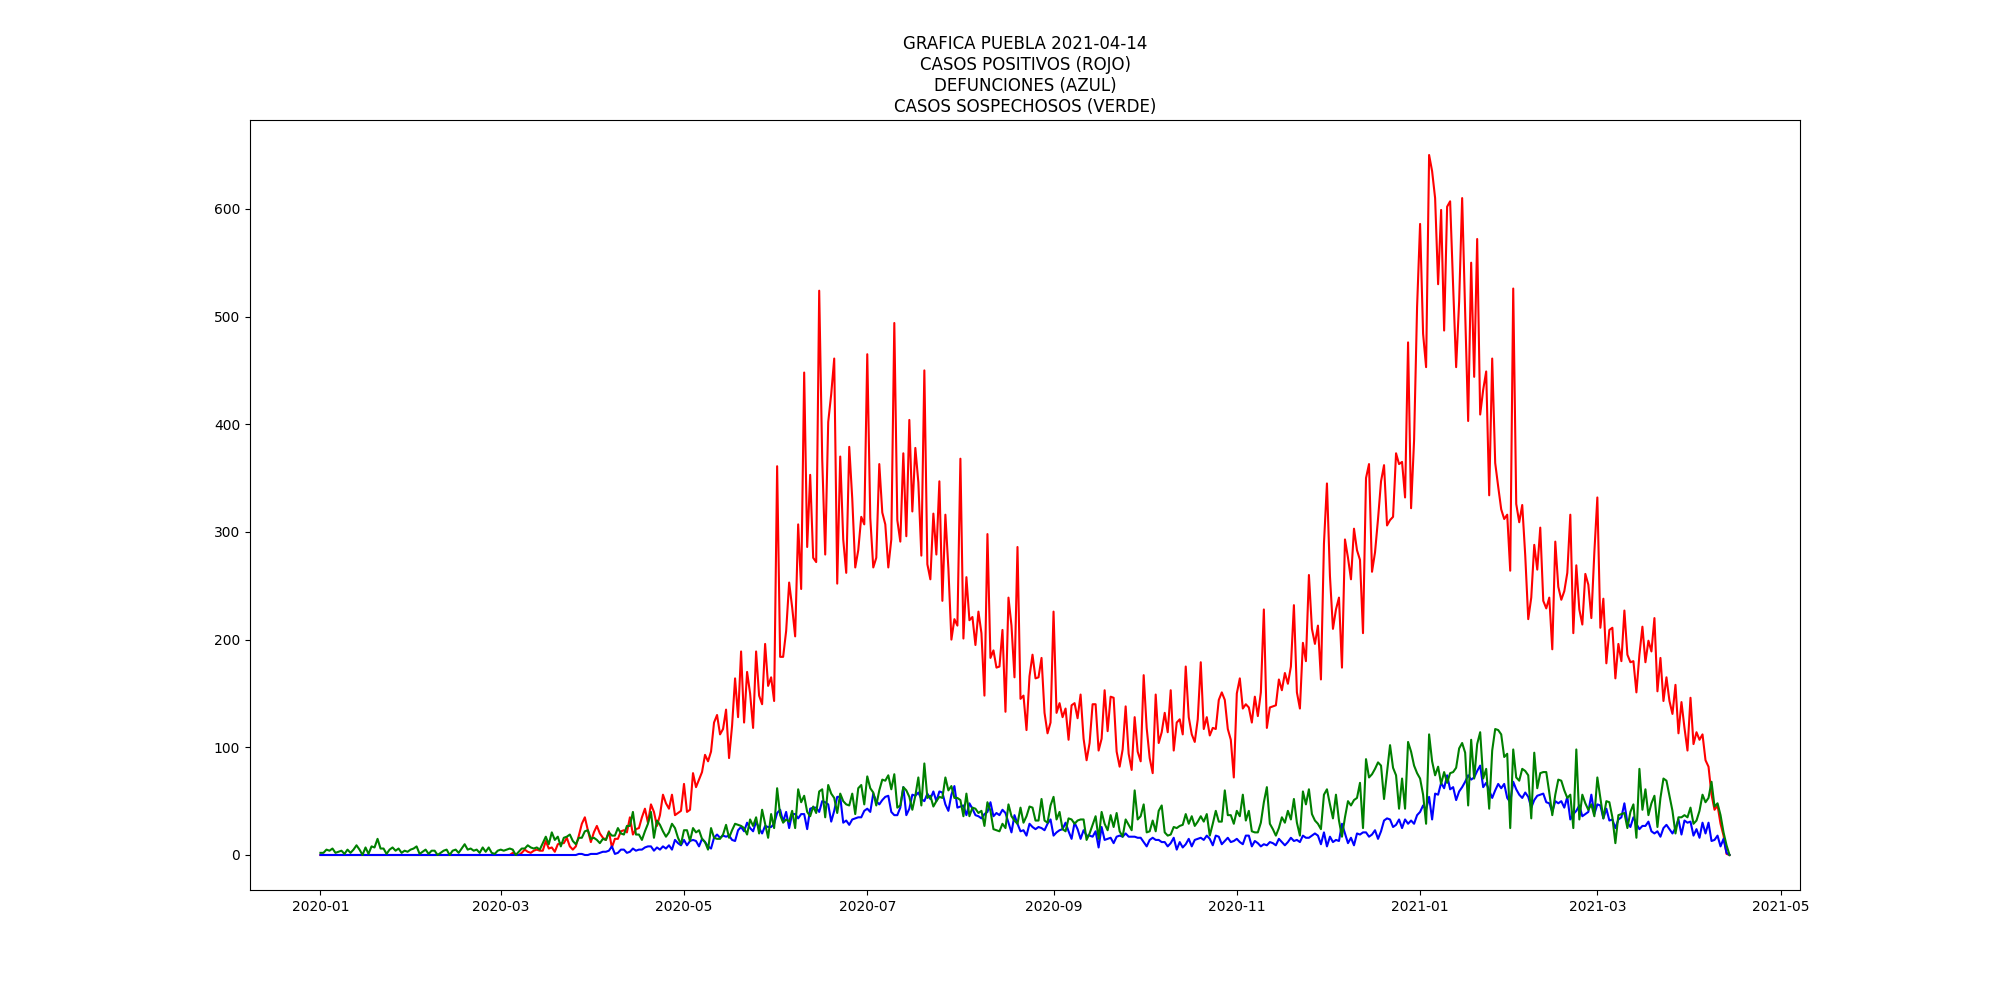 GRAFICA PUEBLA 2021-04-14
CASOS POSITIVOS (ROJO)
DEFUNCIONES (AZUL)
CASOS SOSPECHOSOS (VERDE)
600
500
400
300
200
100
0
2020-01 2020-03 2020-05 2020-07 2020-09 2020-11 2021-01 2021-03 2021-05